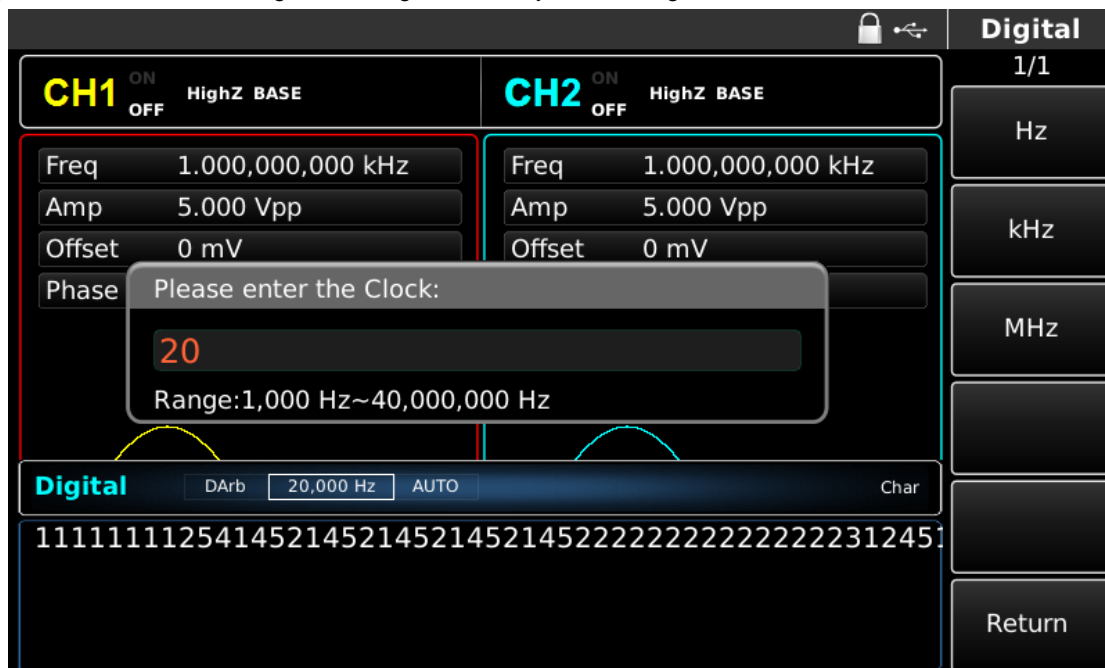 Digital
1/1
CH1 ON OFF HighZ BASE
CH2 ON OFF HighZ BASE
Hz
Freq 1.000,000,000 kHz
Freq 1.000,000,000 kHz
Amp 5.000 Vpp
Amp 5.000 Vpp
kHz
Offset 0 mV
Offset 0 mV
Phase
Please enter the Clock:
MHz
20
Range:1,000 Hz~40,000,000 Hz
Digital DArb 20,000 Hz AUTO Char
11111111254145214521452145214522222222222222312451
Return